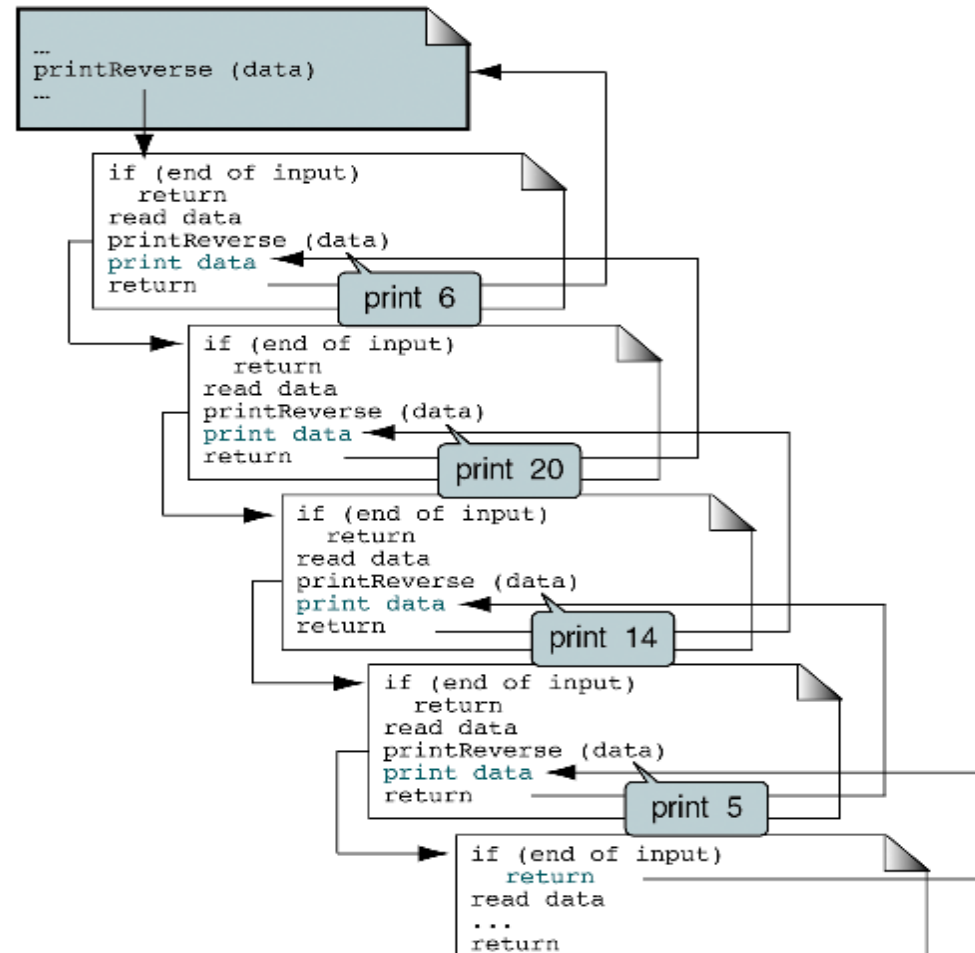 ...
printReverse (data)
...
if (end of input)
return
read data
printReverse (data)
print data
return
print 6
if (end of input)
return
read data
printReverse (data)
print data
return
print 20
if (end of input)
return
read data
printReverse (data)
print data
return
print 14
if (end of input)
return
read data
printReverse (data)
print data
return
print 5
if (end of input)
return
read data
...
return